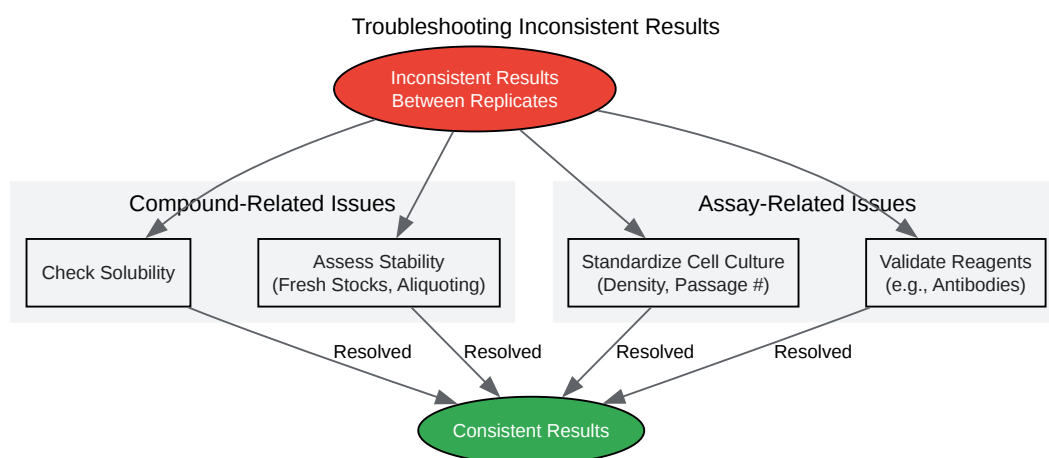 Troubleshooting Inconsistent Results
Inconsistent Results
Between Replicates
Compound-Related Issues
Assay-Related Issues
Check Solubility
Assess Stability
(Fresh Stocks, Aliquoting)
Standardize Cell Culture
(Density, Passage #)
Validate Reagents
(e.g., Antibodies)
Resolved
Resolved
Resolved
Resolved
Consistent Results